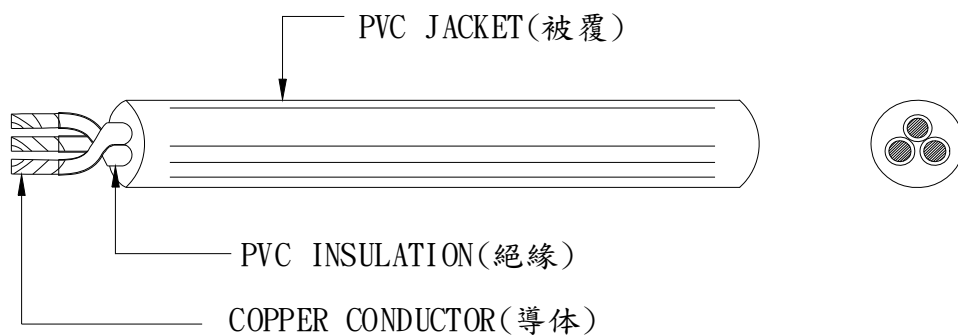 PVC JACKET(被覆)
PVC INSULATION(絕緣)
COPPER CONDUCTOR(導体)